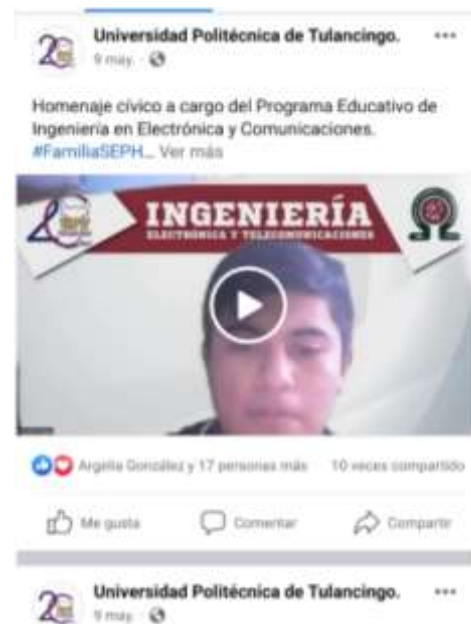 Universidad Politécnica de Tulancingo.
9 may.
Homenaje cívico a cargo del Programa Educativo de
Ingeniería en Electrónica y Comunicaciones.
#FamiliaSEPH... Ver más
INGENIERÍA
ELECTRÓNICA Y TELECOMUNICACIONES
Argelia González y 17 personas más 10 veces compartido
Me gusta Comentar Compartir
Universidad Politécnica de Tulancingo.
9 may.